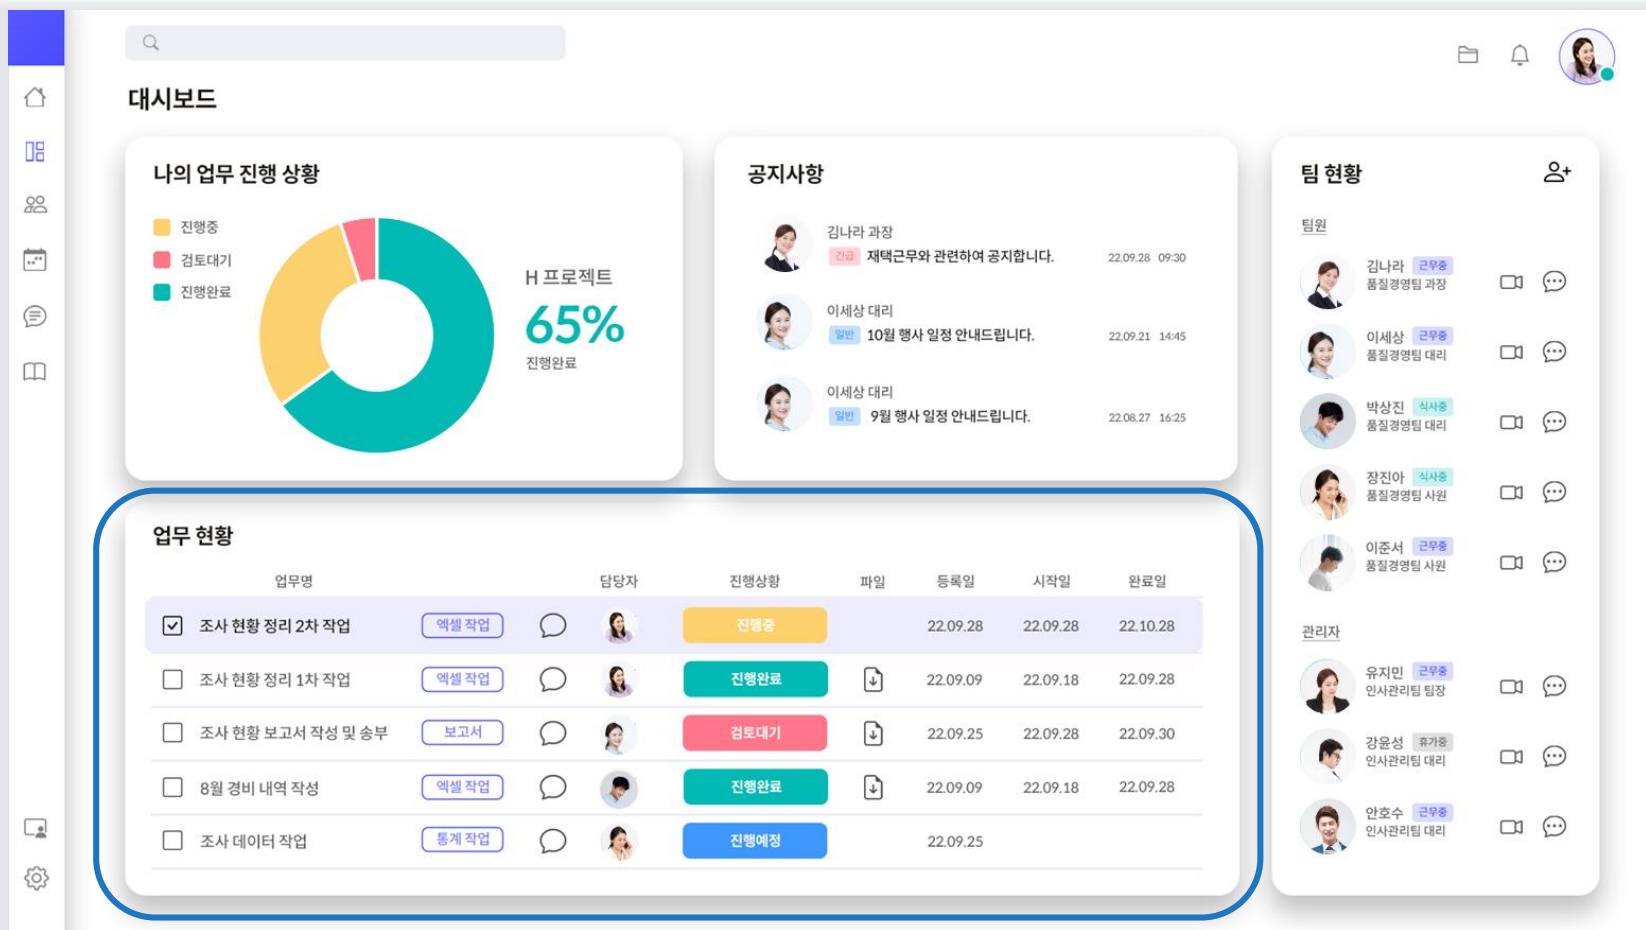 대시보드
나의 업무 진행 상황
진행중
검토대기
진행완료
H 프로젝트
65%
진행완료
공지사항
김나라 과장
긴급 재택근무와 관련하여 공지합니다. 22.09.28 09:30
이세상 대리
일반 10월 행사 일정 안내드립니다. 22.09.21 14:45
이세상 대리
일반 9월 행사 일정 안내드립니다. 22.08.27 16:25
팀 현황
팀원
김나라 근무중
품질경영팀 과장
이세상 근무중
품질경영팀 대리
박상진 식사중
품질경영팀 대리
장진아 식사중
품질경영팀 사원
이준서 근무중
품질경영팀 사원
관리자
유지민 근무중
인사관리팀 팀장
강윤성 휴가중
인사관리팀 대리
안호수 근무중
인사관리팀 대리
업무 현황
업무명 담당자 진행상황 파일 등록일 시작일 완료일
조사 현황 정리 2차 작업 엑셀 작업 진행중 22.09.28 22.09.28 22.10.28
조사 현황 정리 1차 작업 엑셀 작업 진행완료 22.09.09 22.09.18 22.09.28
조사 현황 보고서 작성 및 송부 보고서 검토대기 22.09.25 22.09.28 22.09.30
8월 경비 내역 작성 엑셀 작업 진행완료 22.09.09 22.09.18 22.09.28
조사 데이터 작업 통계 작업 진행예정 22.09.25